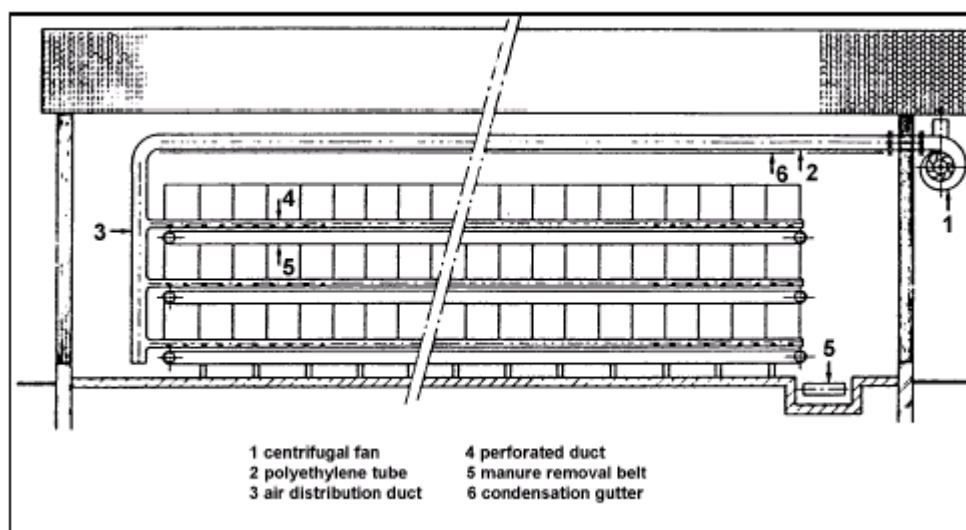 4
6
2
1
3
5
5
1 centrifugal fan
2 polyethylene tube
3 air distribution duct
4 perforated duct
5 manure removal belt
6 condensation gutter